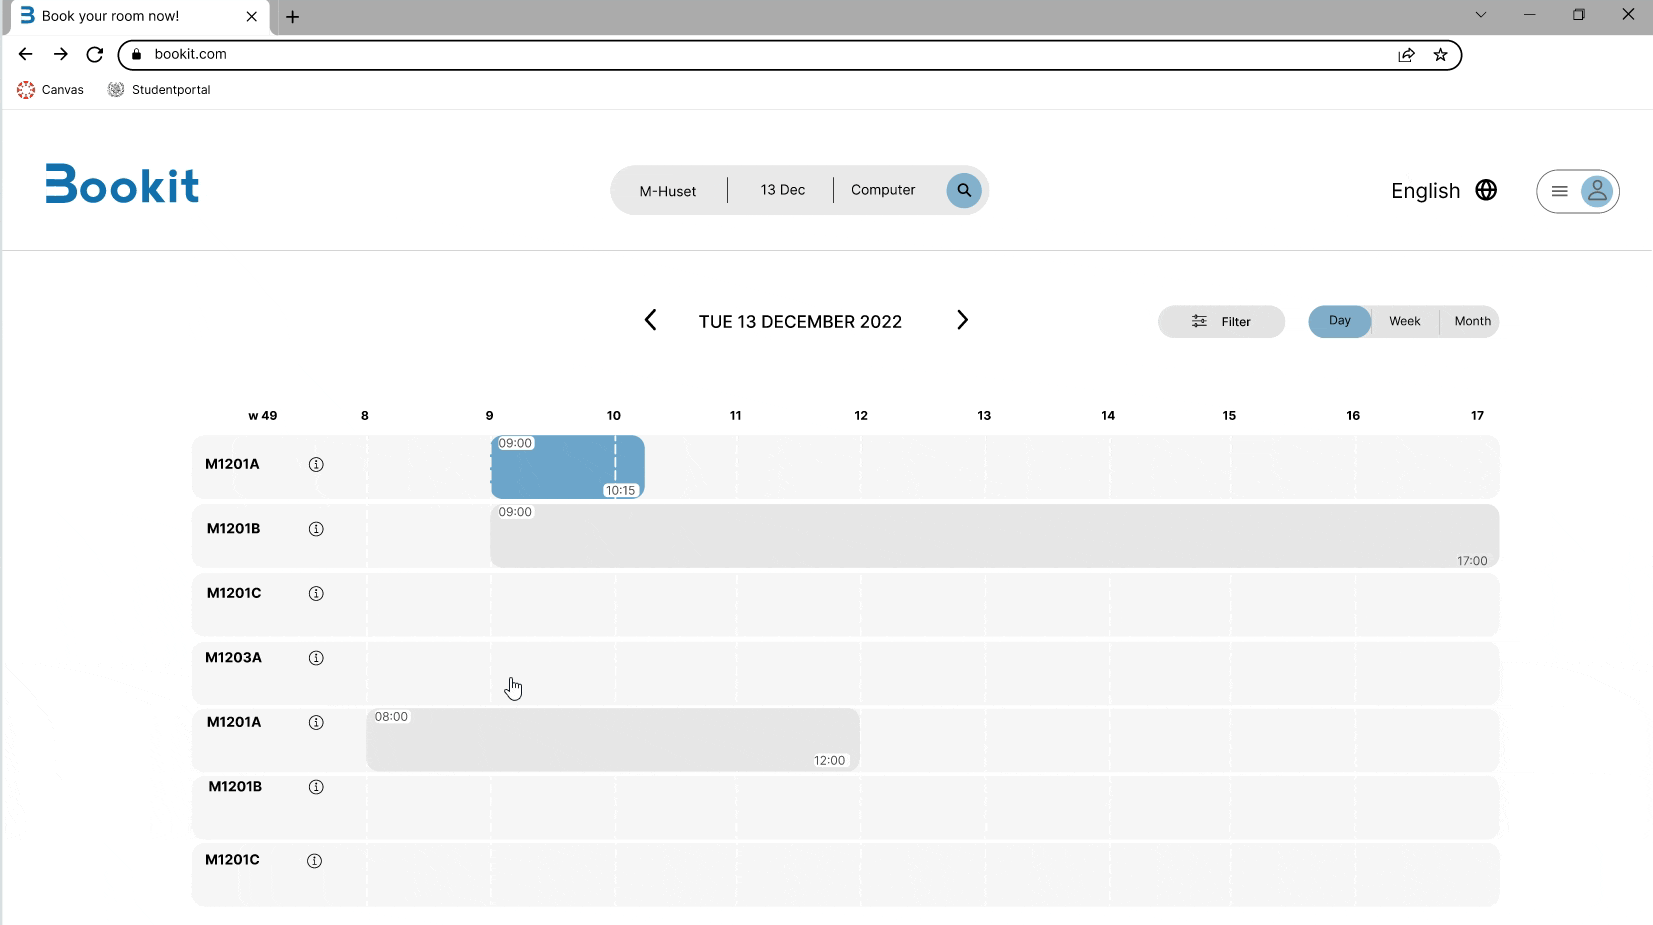 Book your room now!
bookit.com
Canvas Studentportal
Bookit
M-Huset 13 Dec Computer
English
TUE 13 DECEMBER 2022
Filter
Day Week Month
w 49 8 9 10 11 12 13 14 15 16 17
M1201A
09:00
10:15
M1201B
09:00
17:00
M1201C
M1203A
M1201A
08:00
12:00
M1201B
M1201C